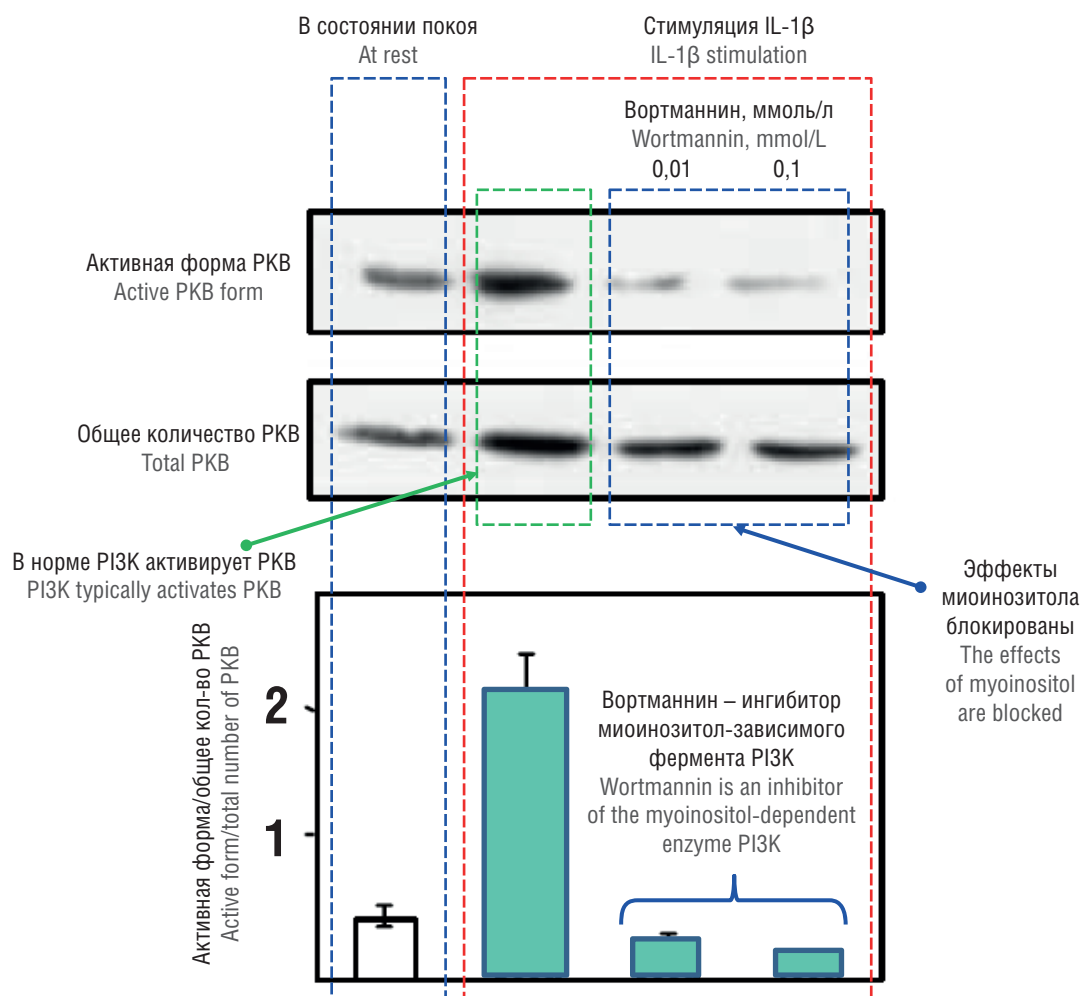 В состоянии покоя
At rest
Стимуляция IL-1β
IL-1β stimulation
Вортманнин, ммоль/л
Wortmannin, mmol/L
0,01 0,1
Активная форма PKB
Active PKB form
Общее количество PKB
Total PKB
В норме PI3K активирует PKB
PI3K typically activates PKB
Эффекты
миоинозитола
блокированы
The effects
of myoinositol
are blocked
Активная форма/общее кол-во PKB
Active form/total number of PKB
2
1
Вортманнин – ингибитор
миоинозитол-зависимого
фермента PI3K
Wortmannin is an inhibitor
of the myoinositol-dependent
enzyme PI3K